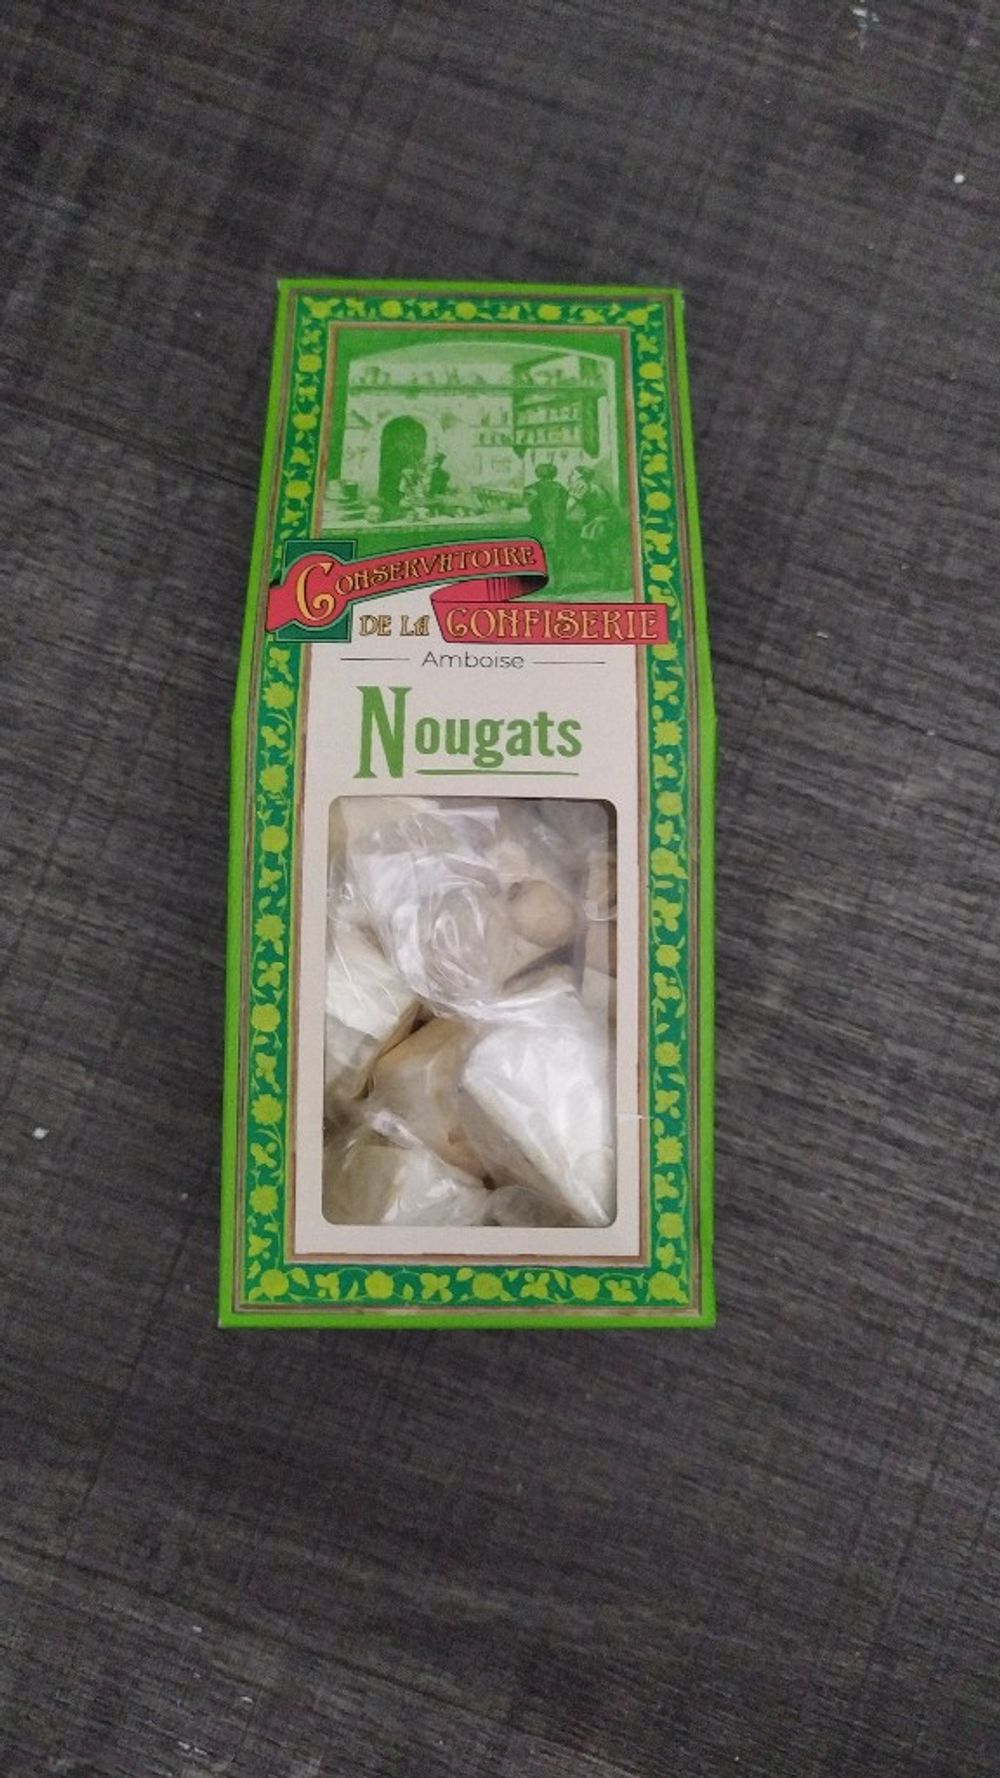 CONSERVATOIRE
DE LA CONFISERIE
Amboise
Nougats